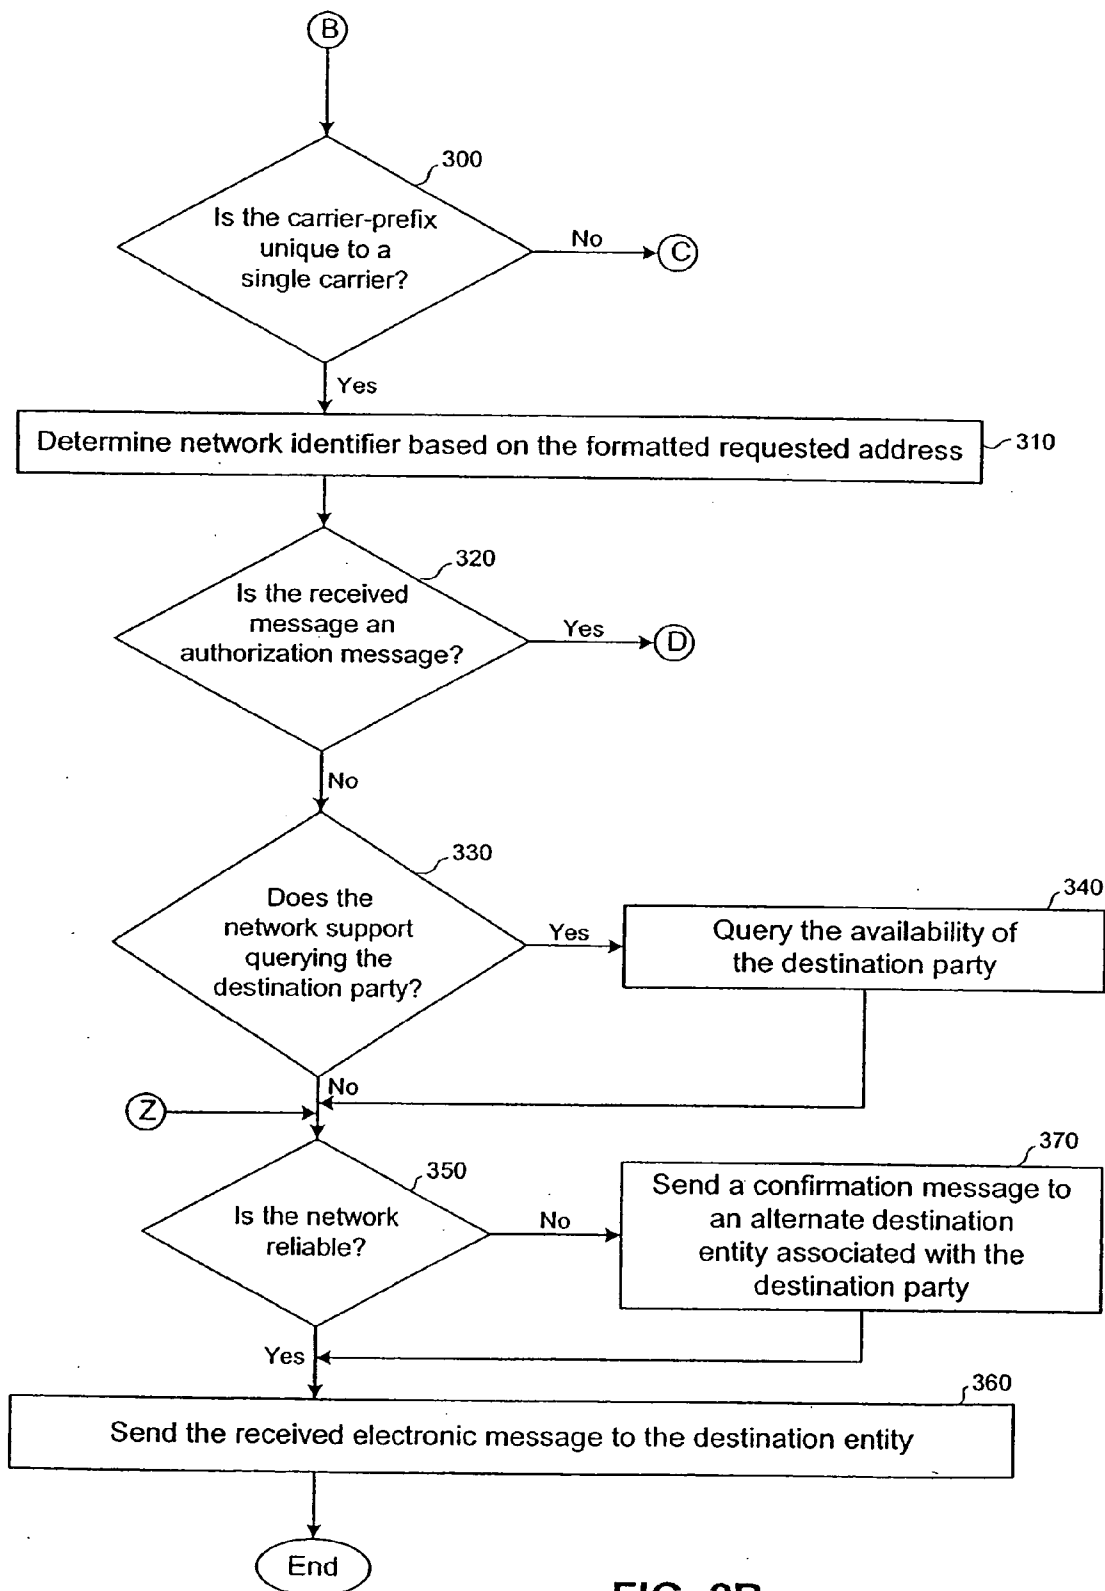 B
300
Is the carrier-prefix
unique to a
single carrier?
No
C
Yes
Determine network identifier based on the formatted requested address
310
320
Is the received
message an
authorization message?
Yes
D
No
330
Does the
network support
querying the
destination party?
Yes
340
Query the availability of
the destination party
No
Z
350
Is the network
reliable?
No
370
Send a confirmation message to
an alternate destination
entity associated with the
destination party
Yes
360
Send the received electronic message to the destination entity
End